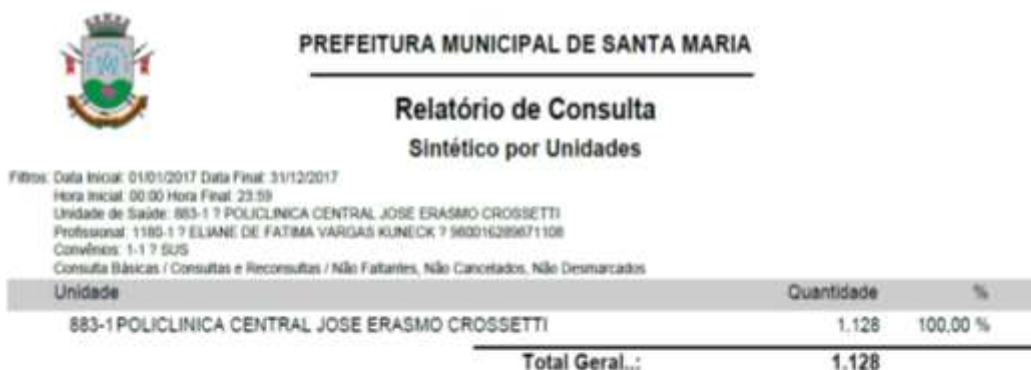 PREFEITURA MUNICIPAL DE SANTA MARIA
Relatório de Consulta
Sintético por Unidades
Filtros: Data Inicial: 01/01/2017 Data Final: 31/12/2017
Hora Inicial: 00:00 Hora Final: 23:59
Unidade de Saúde: 883-1 ? POLICLINICA CENTRAL JOSE ERASMO CROSSETTI
Profissional: 1180-1 ? ELIANE DE FATIMA VARGAS KUNECK ? 980016289871108
Convênios: 1-1 ? SUS
Consulta Básicas / Consultas e Reconsultas / Não Faltantes, Não Cancelados, Não Desmarcados
Unidade Quantidade %
883-1 POLICLINICA CENTRAL JOSE ERASMO CROSSETTI 1.128 100,00 %
Total Geral..: 1.128